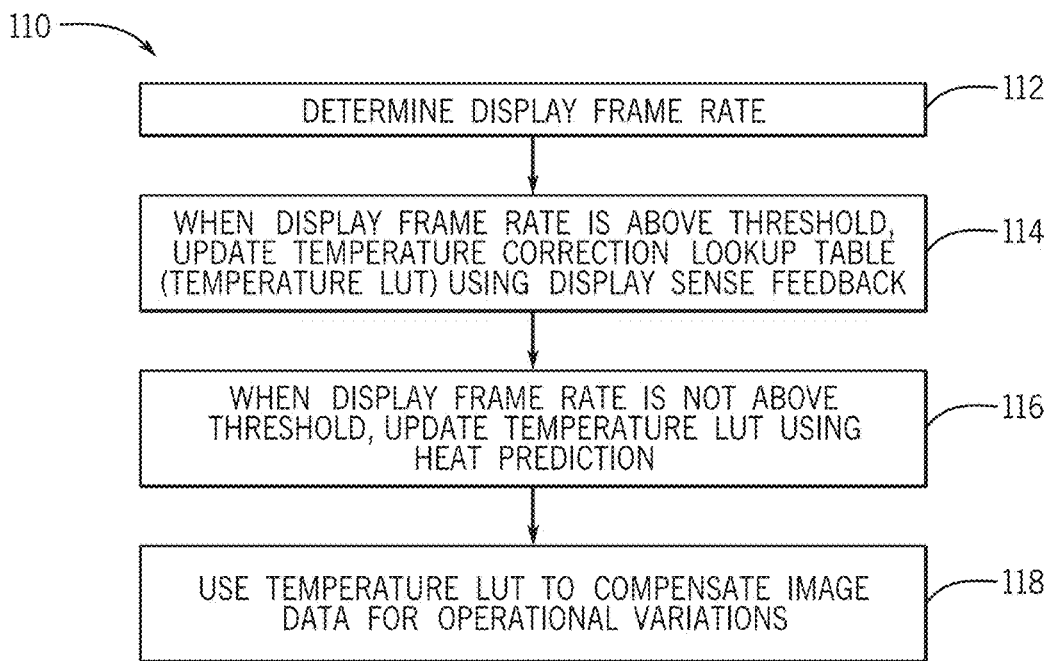 110
DETERMINE DISPLAY FRAME RATE
112
WHEN DISPLAY FRAME RATE IS ABOVE THRESHOLD,
UPDATE TEMPERATURE CORRECTION LOOKUP TABLE
(TEMPERATURE LUT) USING DISPLAY SENSE FEEDBACK
114
WHEN DISPLAY FRAME RATE IS NOT ABOVE
THRESHOLD, UPDATE TEMPERATURE LUT USING
HEAT PREDICTION
116
USE TEMPERATURE LUT TO COMPENSATE IMAGE
DATA FOR OPERATIONAL VARIATIONS
118